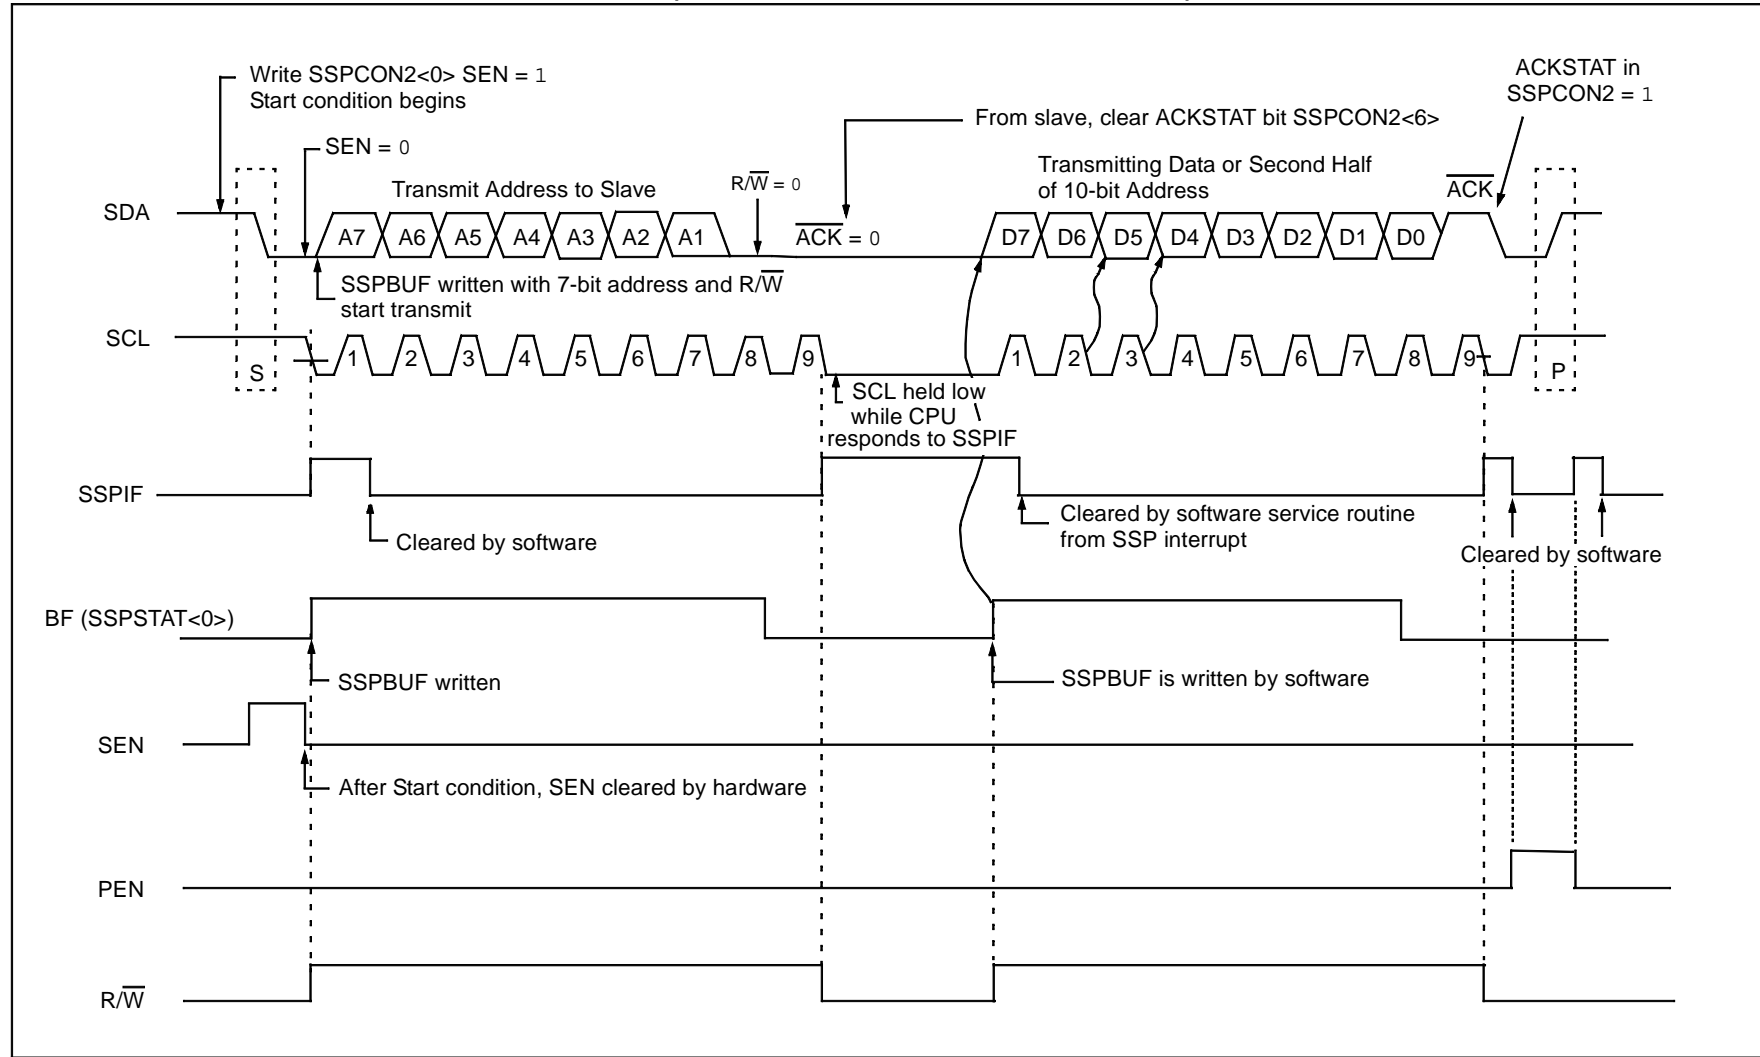 Write SSPCON2<0> SEN = 1
Start condition begins
ACKSTAT in
SSPCON2 = 1
From slave, clear ACKSTAT bit SSPCON2<6>
SEN = 0
Transmit Address to Slave
R/W̅ = 0
Transmitting Data or Second Half
of 10-bit Address
A̅C̅K̅
SDA
A7 A6 A5 A4 A3 A2 A1
A̅C̅K̅ = 0
D7 D6 D5 D4 D3 D2 D1 D0
SSPBUF written with 7-bit address and R/W̅
start transmit
SCL
S
1 2 3 4 5 6 7 8 9
1 2 3 4 5 6 7 8 9
P
SCL held low
while CPU
responds to SSPIF
SSPIF
Cleared by software
Cleared by software service routine
from SSP interrupt
Cleared by software
BF (SSPSTAT<0>)
SSPBUF written
SSPBUF is written by software
SEN
After Start condition, SEN cleared by hardware
PEN
R/W̅